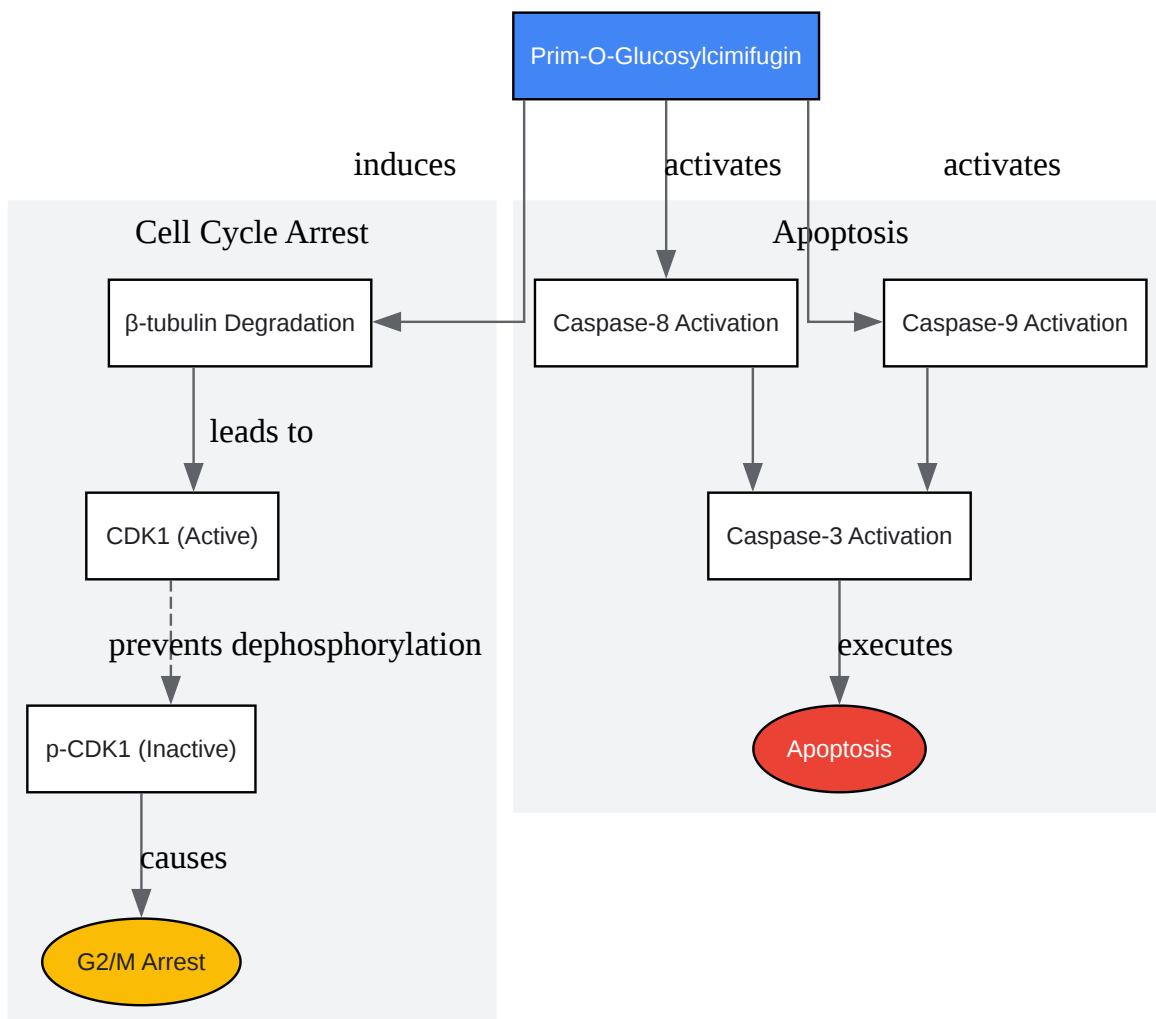 Prim-O-Glucosylcimifugin
induces
activates
activates
Cell Cycle Arrest
Apoptosis
β-tubulin Degradation
Caspase-8 Activation
Caspase-9 Activation
leads to
CDK1 (Active)
Caspase-3 Activation
prevents dephosphorylation
executes
p-CDK1 (Inactive)
Apoptosis
causes
G2/M Arrest